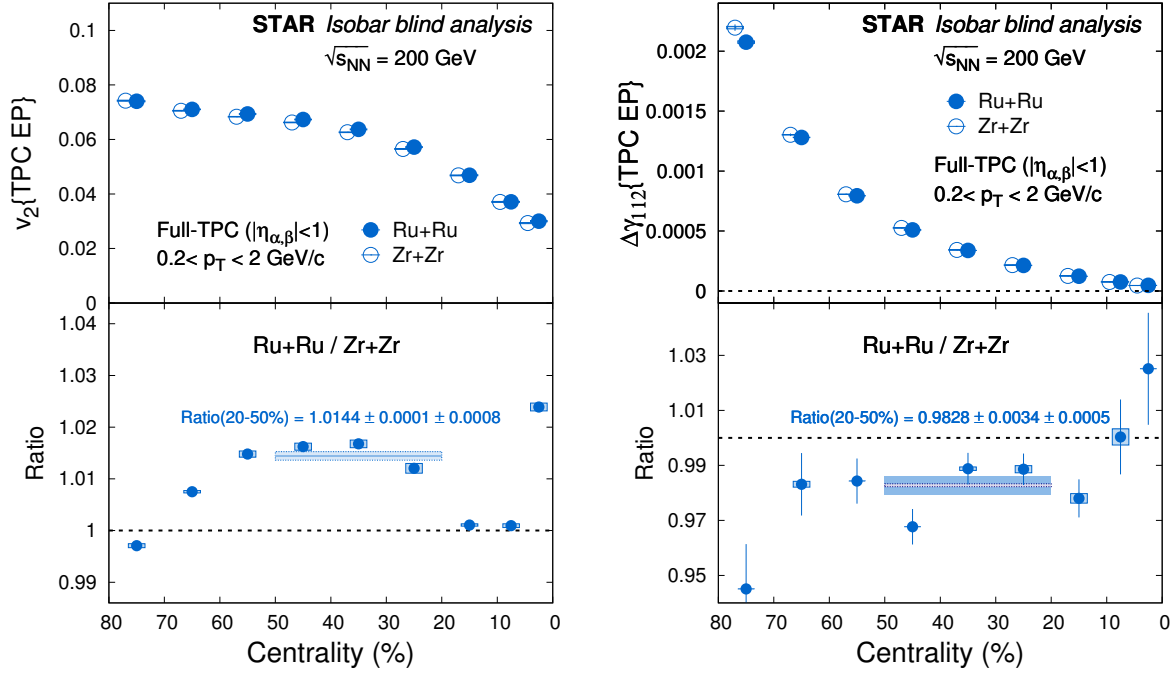 STAR Isobar blind analysis
√sNN = 200 GeV
v2{TPC EP}
0.1
0.08
0.06
0.04
0.02
0
Full-TPC (|ηα,β|<1)
0.2< pT < 2 GeV/c
Ru+Ru
Zr+Zr
Ru+Ru / Zr+Zr
Ratio(20-50%) = 1.0144 ± 0.0001 ± 0.0008
Ratio
1.04
1.03
1.02
1.01
1
0.99
80 70 60 50 40 30 20 10 0
Centrality (%)
STAR Isobar blind analysis
√sNN = 200 GeV
Ru+Ru
Zr+Zr
Full-TPC (|ηα,β|<1)
0.2< pT < 2 GeV/c
Δγ112{TPC EP}
0.002
0.0015
0.001
0.0005
0
Ru+Ru / Zr+Zr
Ratio(20-50%) = 0.9828 ± 0.0034 ± 0.0005
Ratio
1.03
1.01
0.99
0.97
0.95
80 70 60 50 40 30 20 10 0
Centrality (%)